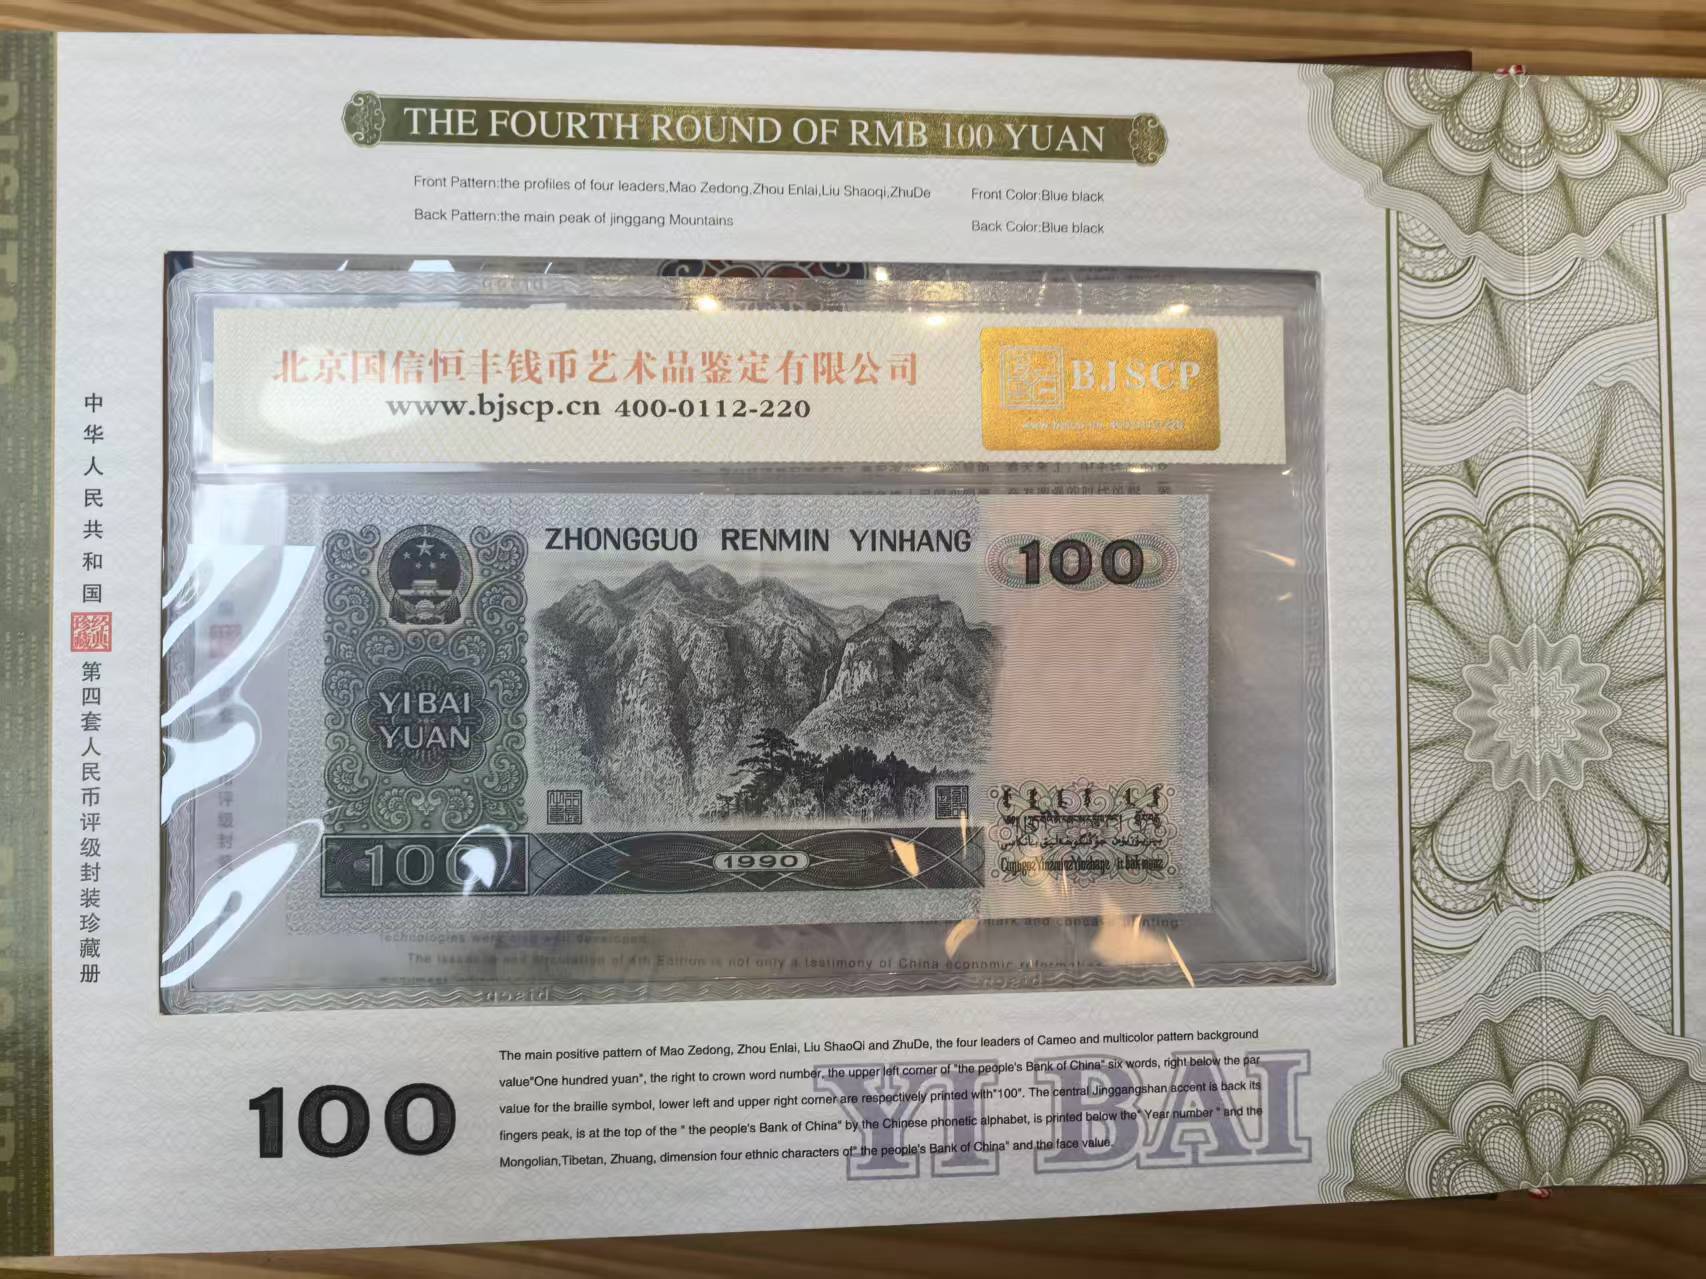 THE FOURTH ROUND OF RMB 100 YUAN
Front Pattern:the profiles of four leaders,Mao Zedong,Zhou Enlai,Liu Shaoqi,ZhuDe
Front Color:Blue black
Back Pattern:the main peak of jinggang Mountains
Back Color:Blue black
北京国信恒丰钱币艺术品鉴定有限公司
www.bjscp.cn 400-0112-220
BJSCP
中华人民共和国
第四套人民币评级封装珍藏册
ZHONGGUO RENMIN YINHANG
100
YIBAI
YUAN
100
1990
The main positive pattern of Mao Zedong, Zhou Enlai, Liu ShaoQi and ZhuDe, the four leaders of Cameo and multicolor pattern background
value"One hundred yuan", the right to crown word number, the upper left corner of "the people's Bank of China" six words, right below the par
value for the braille symbol, lower left and upper right corner are respectively printed with"100". The central Jinggangshan accent is back its
fingers peak, is at the top of the " the people's Bank of China" by the Chinese phonetic alphabet, is printed below the" Year number " and the
Mongolian,Tibetan, Zhuang, dimension four ethnic characters of" the people's Bank of China" and the face value.
100
YI BAI